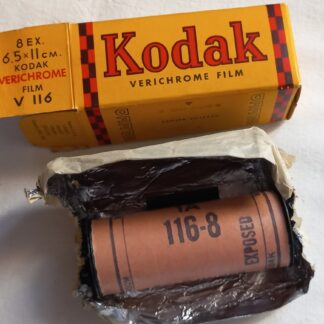 8 EX.
6.5 x 11 CM.
KODAK
VERICHROME
FILM
V 116
Kodak
VERICHROME FILM
116-8
EXPOSED